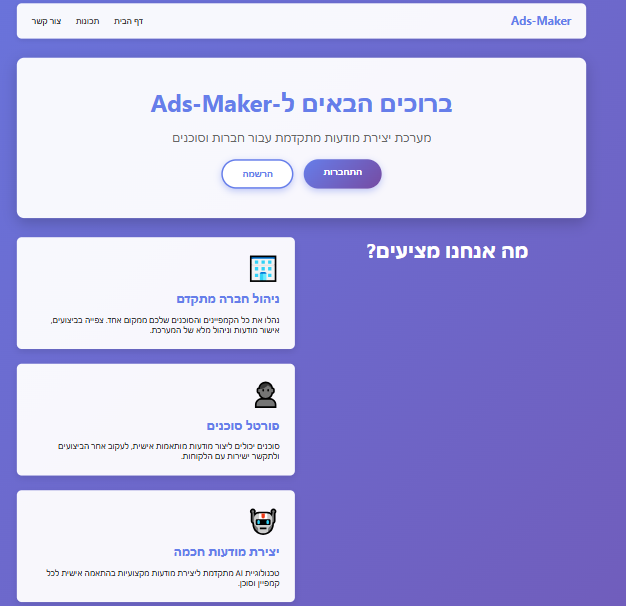 Ads-Maker
דף הבית
תכונות
צור קשר
ברוכים הבאים ל-Ads-Maker
מערכת יצירת מודעות מתקדמת עבור חברות וסוכנים
התחברות
הרשמה
מה אנחנו מציעים?
ניהול חברה מתקדם
נהלו את כל הקמפיינים והסוכנים שלכם ממקום אחד. צפייה בביצועים,
אישור מודעות וניהול מלא של המערכת.
פורטל סוכנים
סוכנים יכולים ליצור מודעות מותאמות אישית, לעקוב אחר הביצועים
ולתקשר ישירות עם הלקוחות.
יצירת מודעות חכמה
טכנולוגיית AI מתקדמת ליצירת מודעות מקצועיות בהתאמה אישית לכל
קמפיין וסוכן.